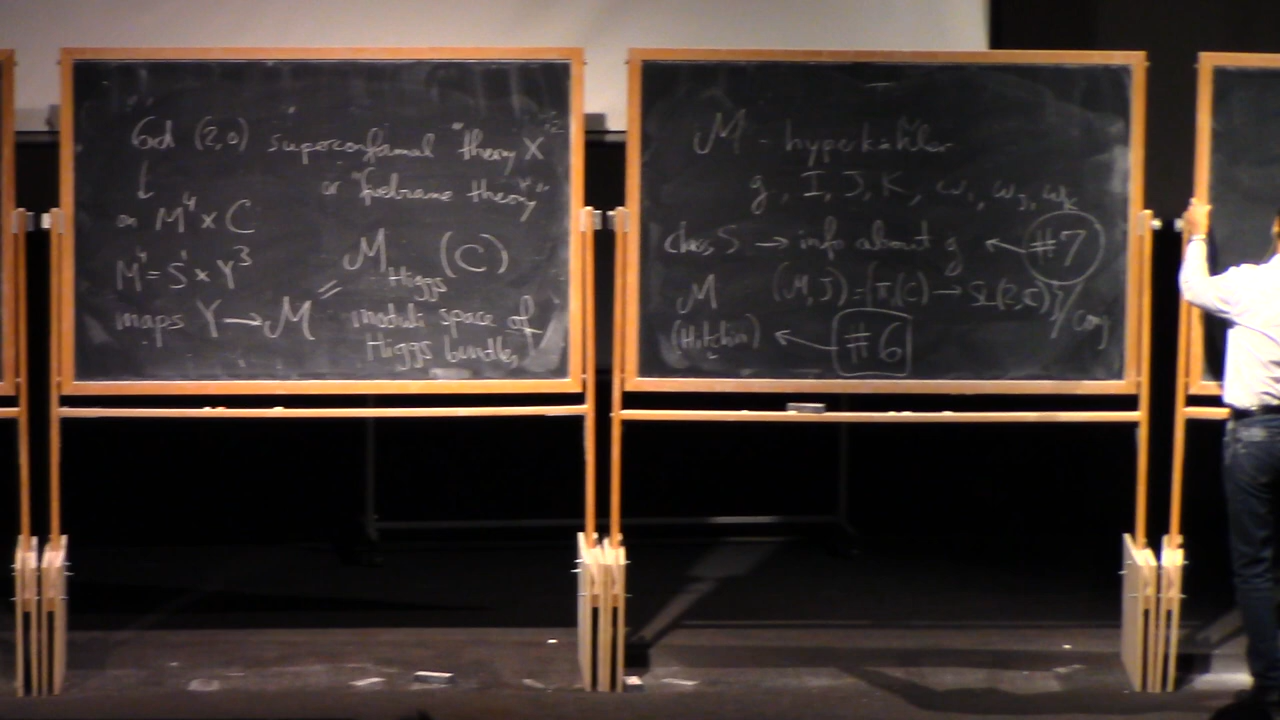 6d (2,0) superconformal "theory X"
or "fivebrane theory"
on M⁴ × C
M⁴ = S¹ × Y³
maps Y → M = M_Higgs (C)
moduli space of
Higgs bundles
M - hyperkähler
g, I, J, K, ω_I, ω_J, ω_K
class S → info about g ← #7
M (M, J) = {π₁(C) → SL(2,C)}/conj
(Hitchin) ← #6